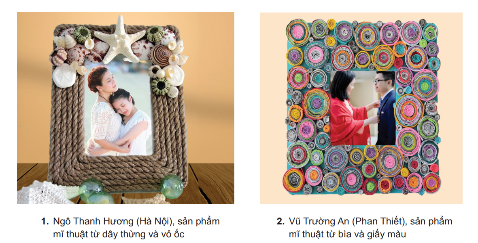 1. Ngô Thanh Hương (Hà Nội), sản phẩm
mĩ thuật từ dây thừng và vỏ ốc
2. Vũ Trường An (Phan Thiết), sản phẩm
mĩ thuật từ bìa và giấy màu